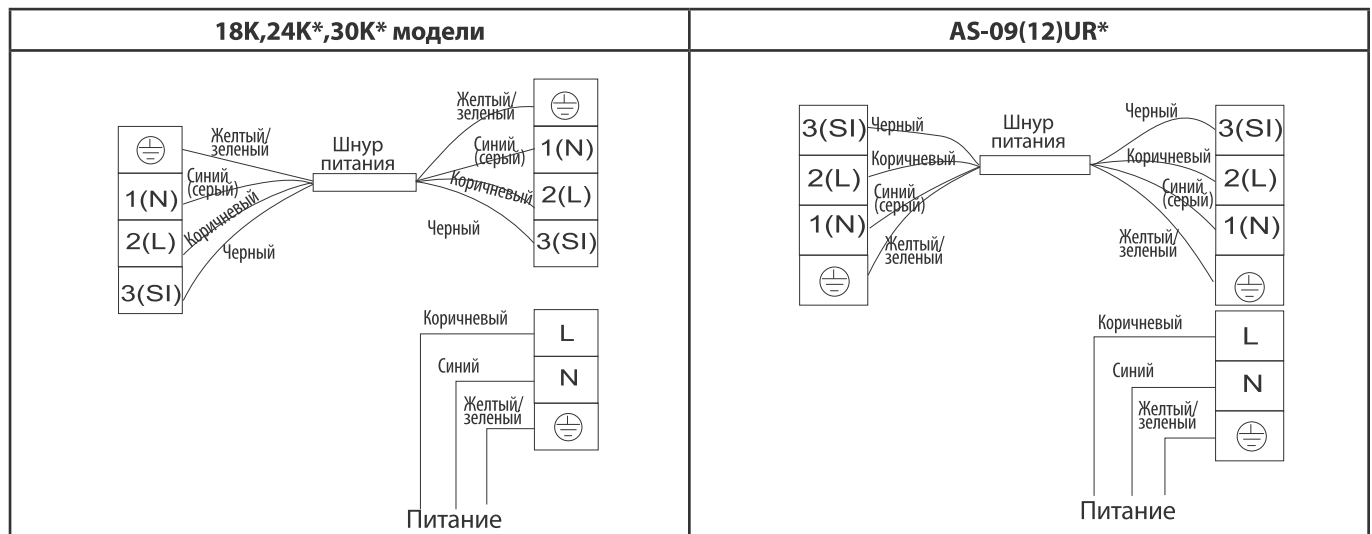 18K,24K*,30K* модели
Желтый/
зеленый
1(N)
Синий
(серый)
2(L)
Коричневый
3(SI)
Черный
Шнур
питания
Желтый/
зеленый
Синий
(серый)
1(N)
Коричневый
2(L)
Черный
3(SI)
Коричневый
L
Синий
N
Желтый/
зеленый
Питание
AS-09(12)UR*
3(SI)
Черный
2(L)
Коричневый
Синий
(серый)
1(N)
Желтый/
зеленый
Шнур
питания
Черный
3(SI)
Коричневый
2(L)
Синий
(серый)
1(N)
Желтый/
зеленый
Коричневый
L
Синий
N
Желтый/
зеленый
Питание